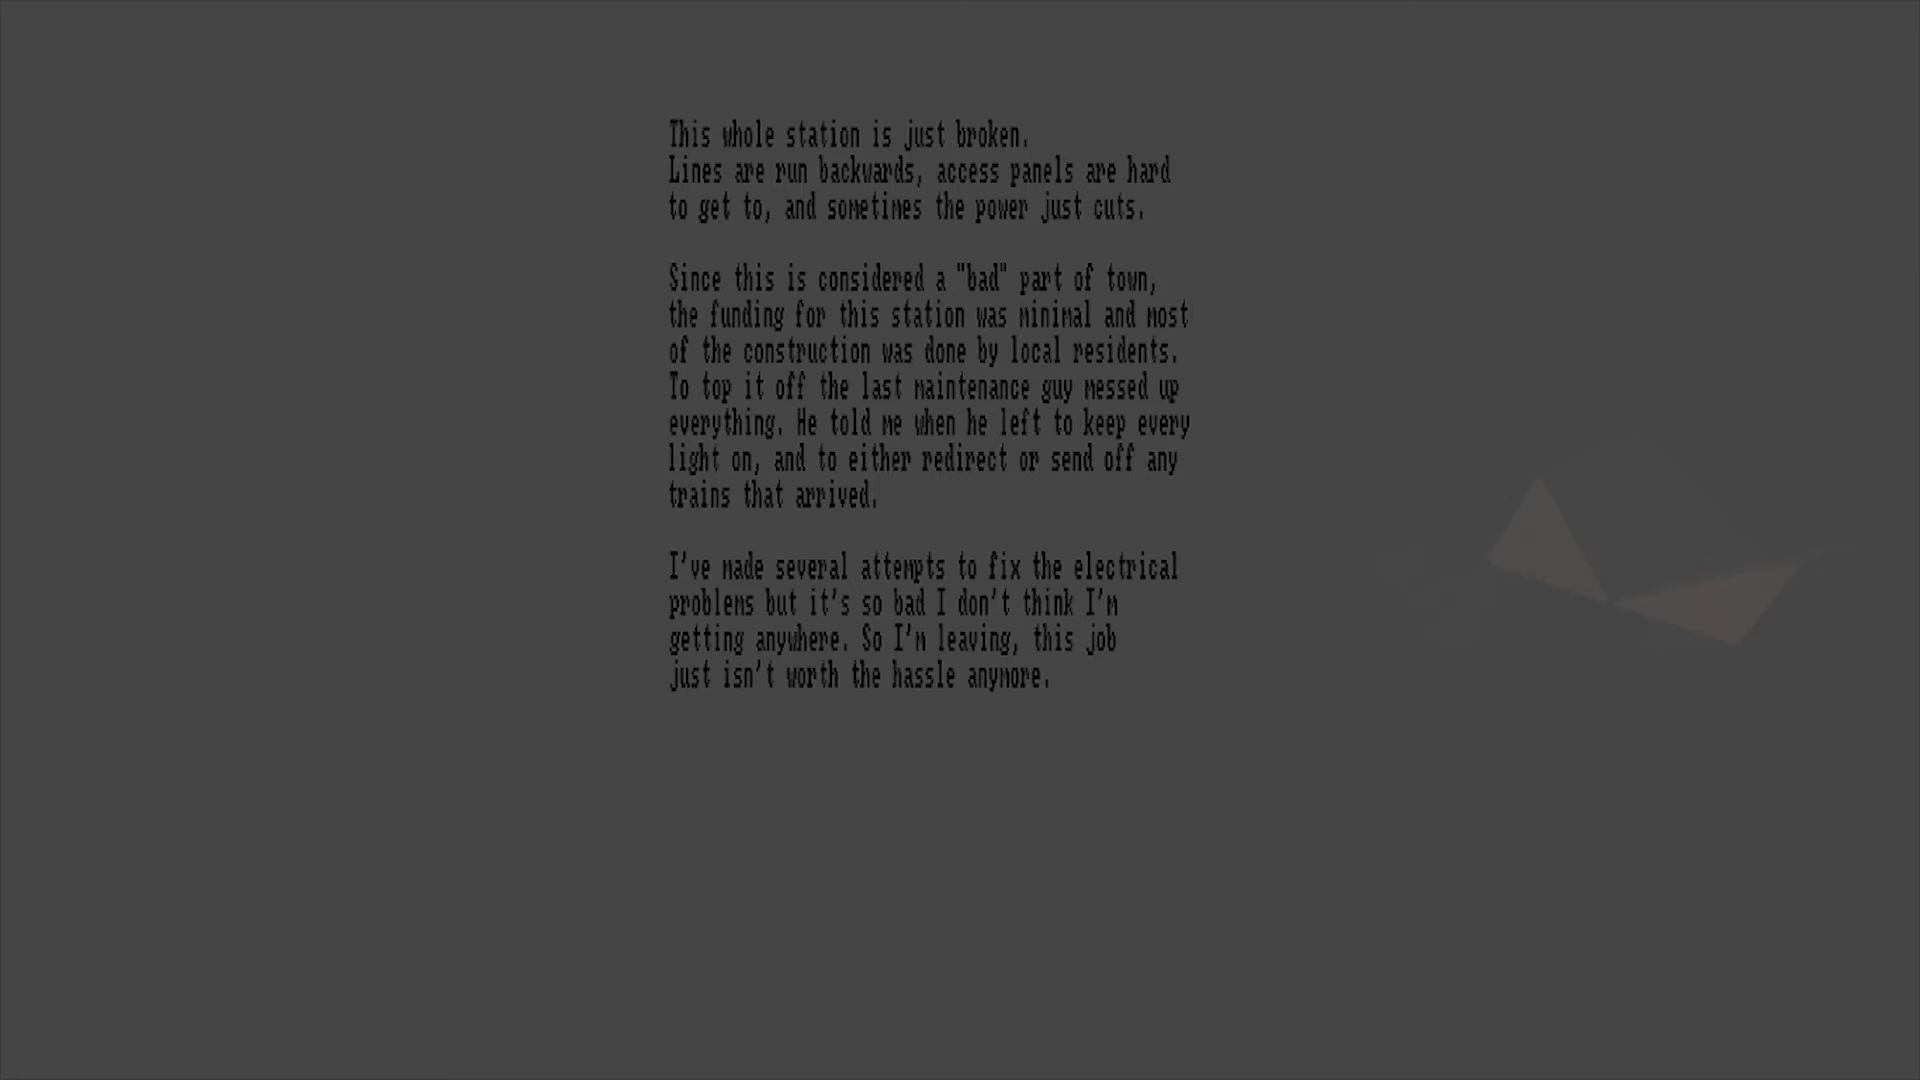 This whole station is just broken.
Lines are run backwards, access panels are hard
to get to, and sometimes the power just cuts.
Since this is considered a "bad" part of town,
the funding for this station was minimal and most
of the construction was done by local residents.
To top it off the last maintenance guy messed up
everything. He told me when he left to keep every
light on, and to either redirect or send off any
trains that arrived.
I've made several attempts to fix the electrical
problems but it's so bad I don't think I'm
getting anywhere. So I'm leaving, this job
just isn't worth the hassle anymore.